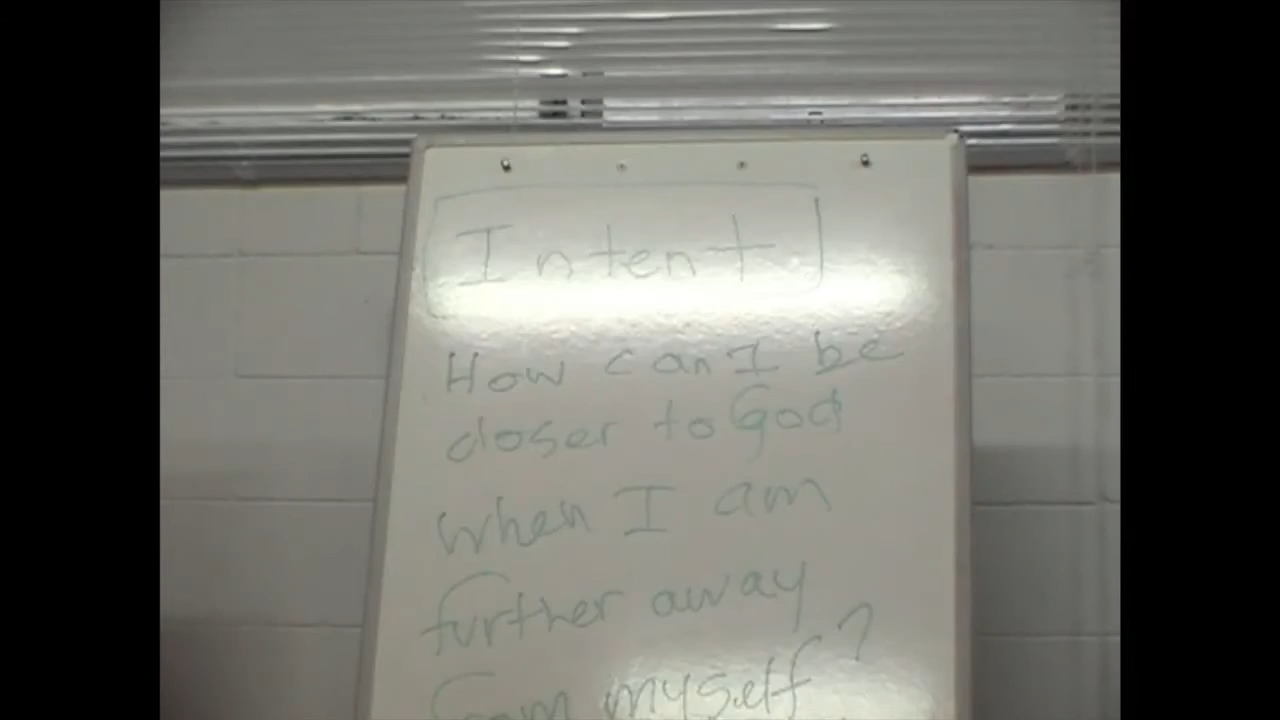 Intent
How can I be
closer to God
when I am
further away
from myself?